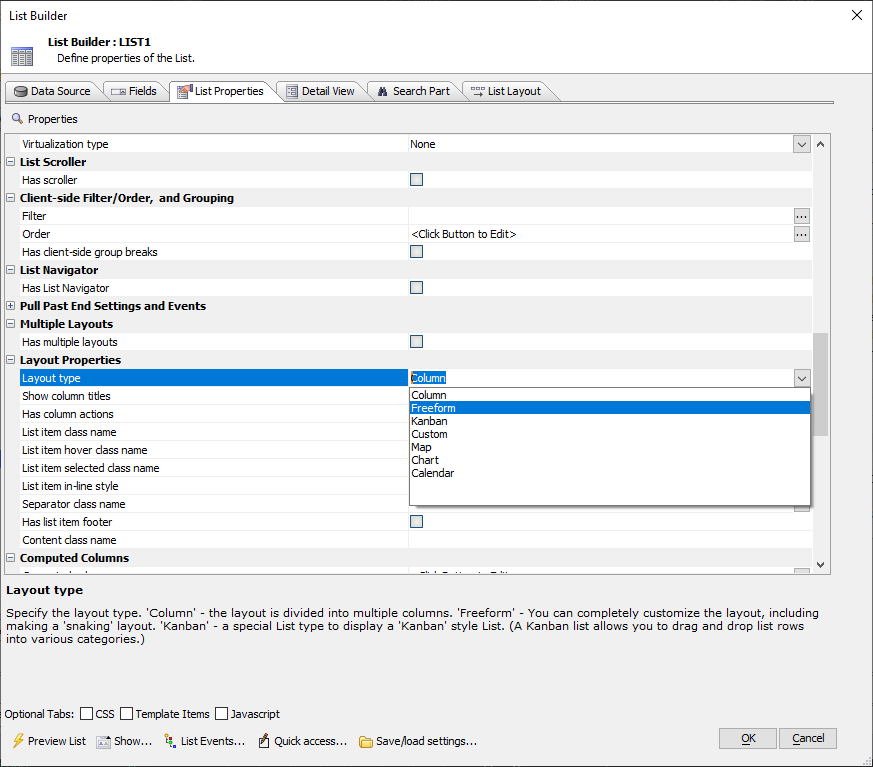 List Builder
List Builder : LIST1
Define properties of the List.
Data Source Fields List Properties Detail View Search Part List Layout
Properties
Virtualization type None
List Scroller
Has scroller
Client-side Filter/Order, and Grouping
Filter ...
Order <Click Button to Edit> ...
Has client-side group breaks
List Navigator
Has List Navigator
Pull Past End Settings and Events
Multiple Layouts
Has multiple layouts
Layout Properties
Layout type Column
Show column titles
Has column actions
List item class name
List item hover class name
List item selected class name
List item in-line style
Separator class name
Has list item footer
Content class name
Column
Freeform
Kanban
Custom
Map
Chart
Calendar
Computed Columns
Layout type
Specify the layout type. 'Column' - the layout is divided into multiple columns. 'Freeform' - You can completely customize the layout, including
making a 'snaking' layout. 'Kanban' - a special List type to display a 'Kanban' style List. (A Kanban list allows you to drag and drop list rows
into various categories.)
Optional Tabs: CSS Template Items Javascript
Preview List Show... List Events... Quick access... Save/load settings... OK Cancel